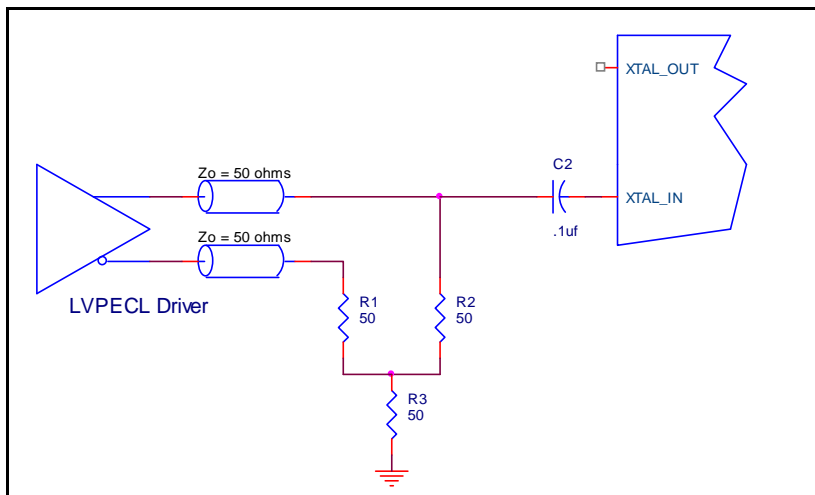 XTAL_OUT
Zo = 50 ohms
C2
XTAL_IN
.1uf
Zo = 50 ohms
LVPECL Driver
R1
50
R2
50
R3
50